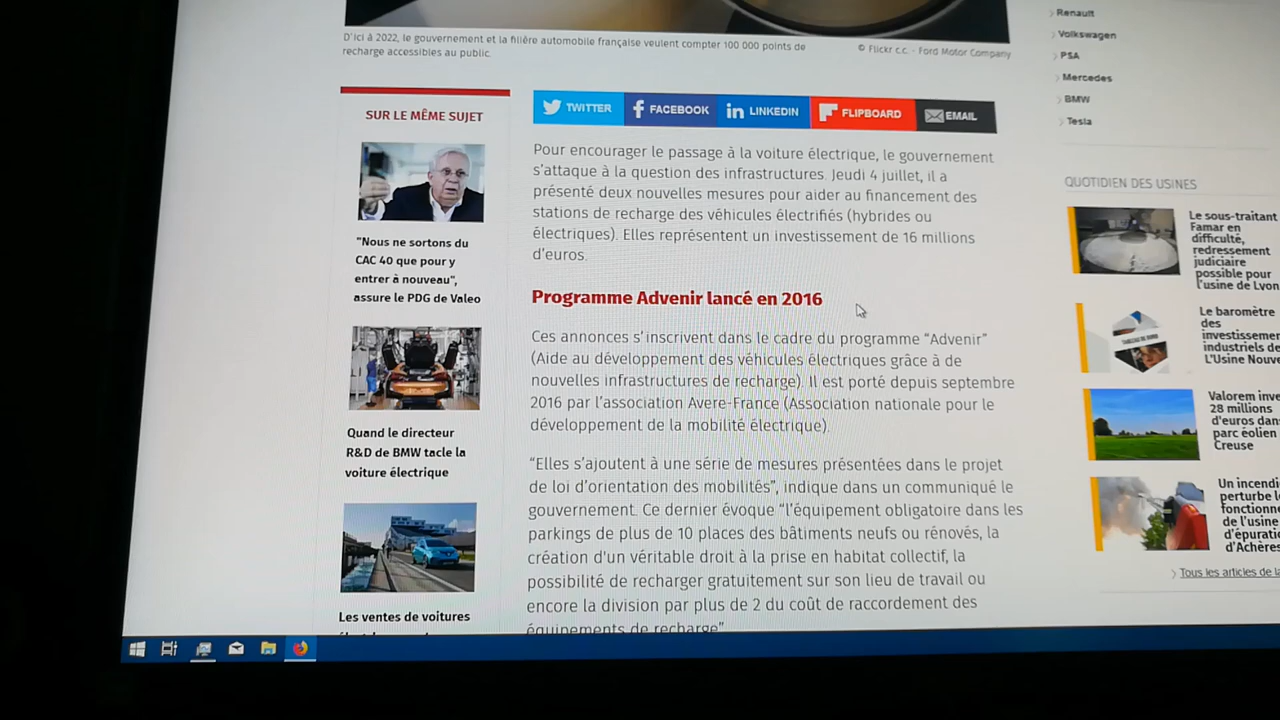 D'ici à 2022, le gouvernement et la filière automobile française veulent compter 100 000 points de
recharge accessibles au public.
© Flickr c.c. - Ford Motor Company
SUR LE MÊME SUJET
"Nous ne sortons du
CAC 40 que pour y
entrer à nouveau",
assure le PDG de Valeo
Quand le directeur
R&D de BMW tacle la
voiture électrique
Les ventes de voitures
TWITTER
FACEBOOK
LINKEDIN
FLIPBOARD
EMAIL
Pour encourager le passage à la voiture électrique, le gouvernement
s'attaque à la question des infrastructures. Jeudi 4 juillet, il a
présenté deux nouvelles mesures pour aider au financement des
stations de recharge des véhicules électrifiés (hybrides ou
électriques). Elles représentent un investissement de 16 millions
d'euros.
Programme Advenir lancé en 2016
Ces annonces s'inscrivent dans le cadre du programme "Advenir"
(Aide au développement des véhicules électriques grâce à de
nouvelles infrastructures de recharge). Il est porté depuis septembre
2016 par l'association Avere-France (Association nationale pour le
développement de la mobilité électrique).
"Elles s'ajoutent à une série de mesures présentées dans le projet
de loi d'orientation des mobilités", indique dans un communiqué le
gouvernement. Ce dernier évoque "l'équipement obligatoire dans les
parkings de plus de 10 places des bâtiments neufs ou rénovés, la
création d'un véritable droit à la prise en habitat collectif, la
possibilité de recharger gratuitement sur son lieu de travail ou
encore la division par plus de 2 du coût de raccordement des
équipements de recharge"
Renault
Volkswagen
PSA
Mercedes
BMW
Tesla
QUOTIDIEN DES USINES
Le sous-traitant
Famar en
difficulté,
redressement
judiciaire
possible pour
l'usine de Lyon
Le baromètre
des
investissemen
industriels de
L'Usine Nouve
Valorem inve
28 millions
d'euros dans
parc éolien
Creuse
Un incendi
perturbe l
fonctionne
de l'usine
d'épurati
d'Achères
Tous les articles de la